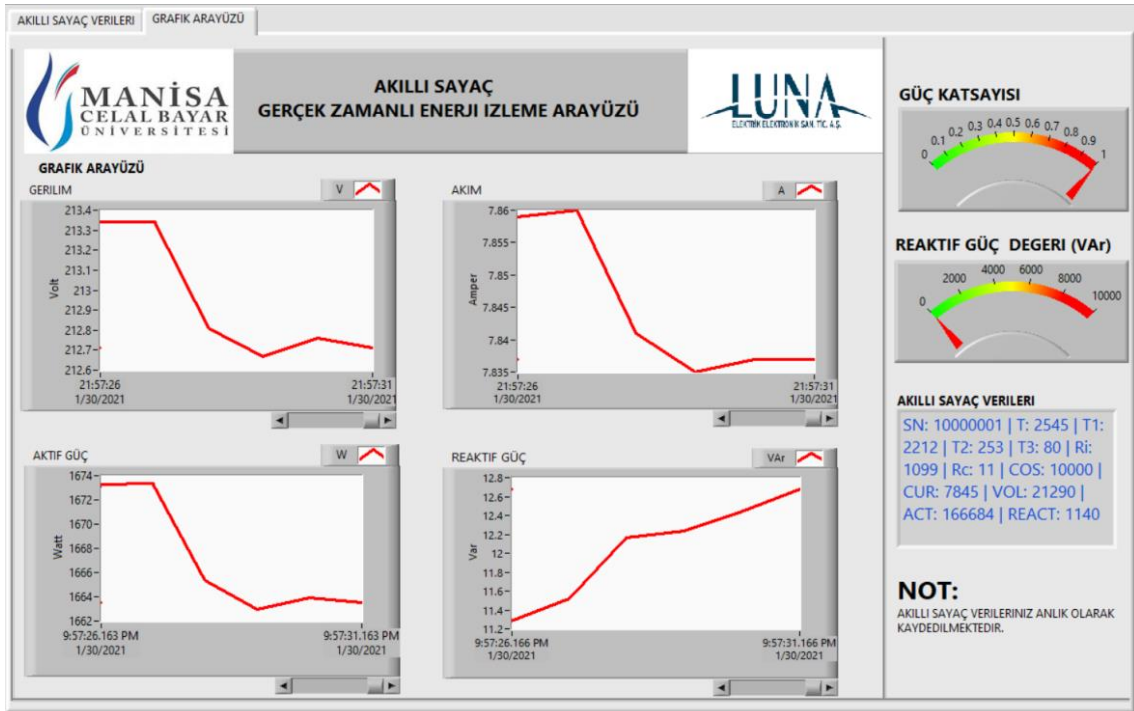 AKILLI SAYAÇ VERILERI
GRAFIK ARAYÜZÜ
MANİSA
CELAL BAYAR
ÜNİVERSİTESİ
AKILLI SAYAÇ
GERÇEK ZAMANLI ENERJI IZLEME ARAYÜZÜ
LUNA
ELEKTRİK ELEKTRONİK SAN. TİC. A.Ş.
GRAFIK ARAYÜZÜ
GERILIM
V
213.4
213.3
213.2
213.1
213
212.9
212.8
212.7
212.6
Volt
21:57:26
1/30/2021
21:57:31
1/30/2021
AKIM
A
7.86
7.855
7.85
7.845
7.84
7.835
Amper
21:57:26
1/30/2021
21:57:31
1/30/2021
AKTIF GÜÇ
W
1674
1672
1670
1668
1666
1664
1662
Watt
9:57:26.163 PM
1/30/2021
9:57:31.163 PM
1/30/2021
REAKTIF GÜÇ
VAr
12.8
12.6
12.4
12.2
12
11.8
11.6
11.4
11.2
Var
9:57:26.166 PM
1/30/2021
9:57:31.166 PM
1/30/2021
GÜÇ KATSAYISI
0 0.1 0.2 0.3 0.4 0.5 0.6 0.7 0.8 0.9 1
REAKTIF GÜÇ DEGERI (VAr)
0 2000 4000 6000 8000 10000
AKILLI SAYAÇ VERILERI
SN: 10000001 | T: 2545 | T1:
2212 | T2: 253 | T3: 80 | Ri:
1099 | Rc: 11 | COS: 10000 |
CUR: 7845 | VOL: 21290 |
ACT: 166684 | REACT: 1140
NOT:
AKILLI SAYAÇ VERILERINIZ ANLIK OLARAK
KAYDEDILMEKTEDIR.